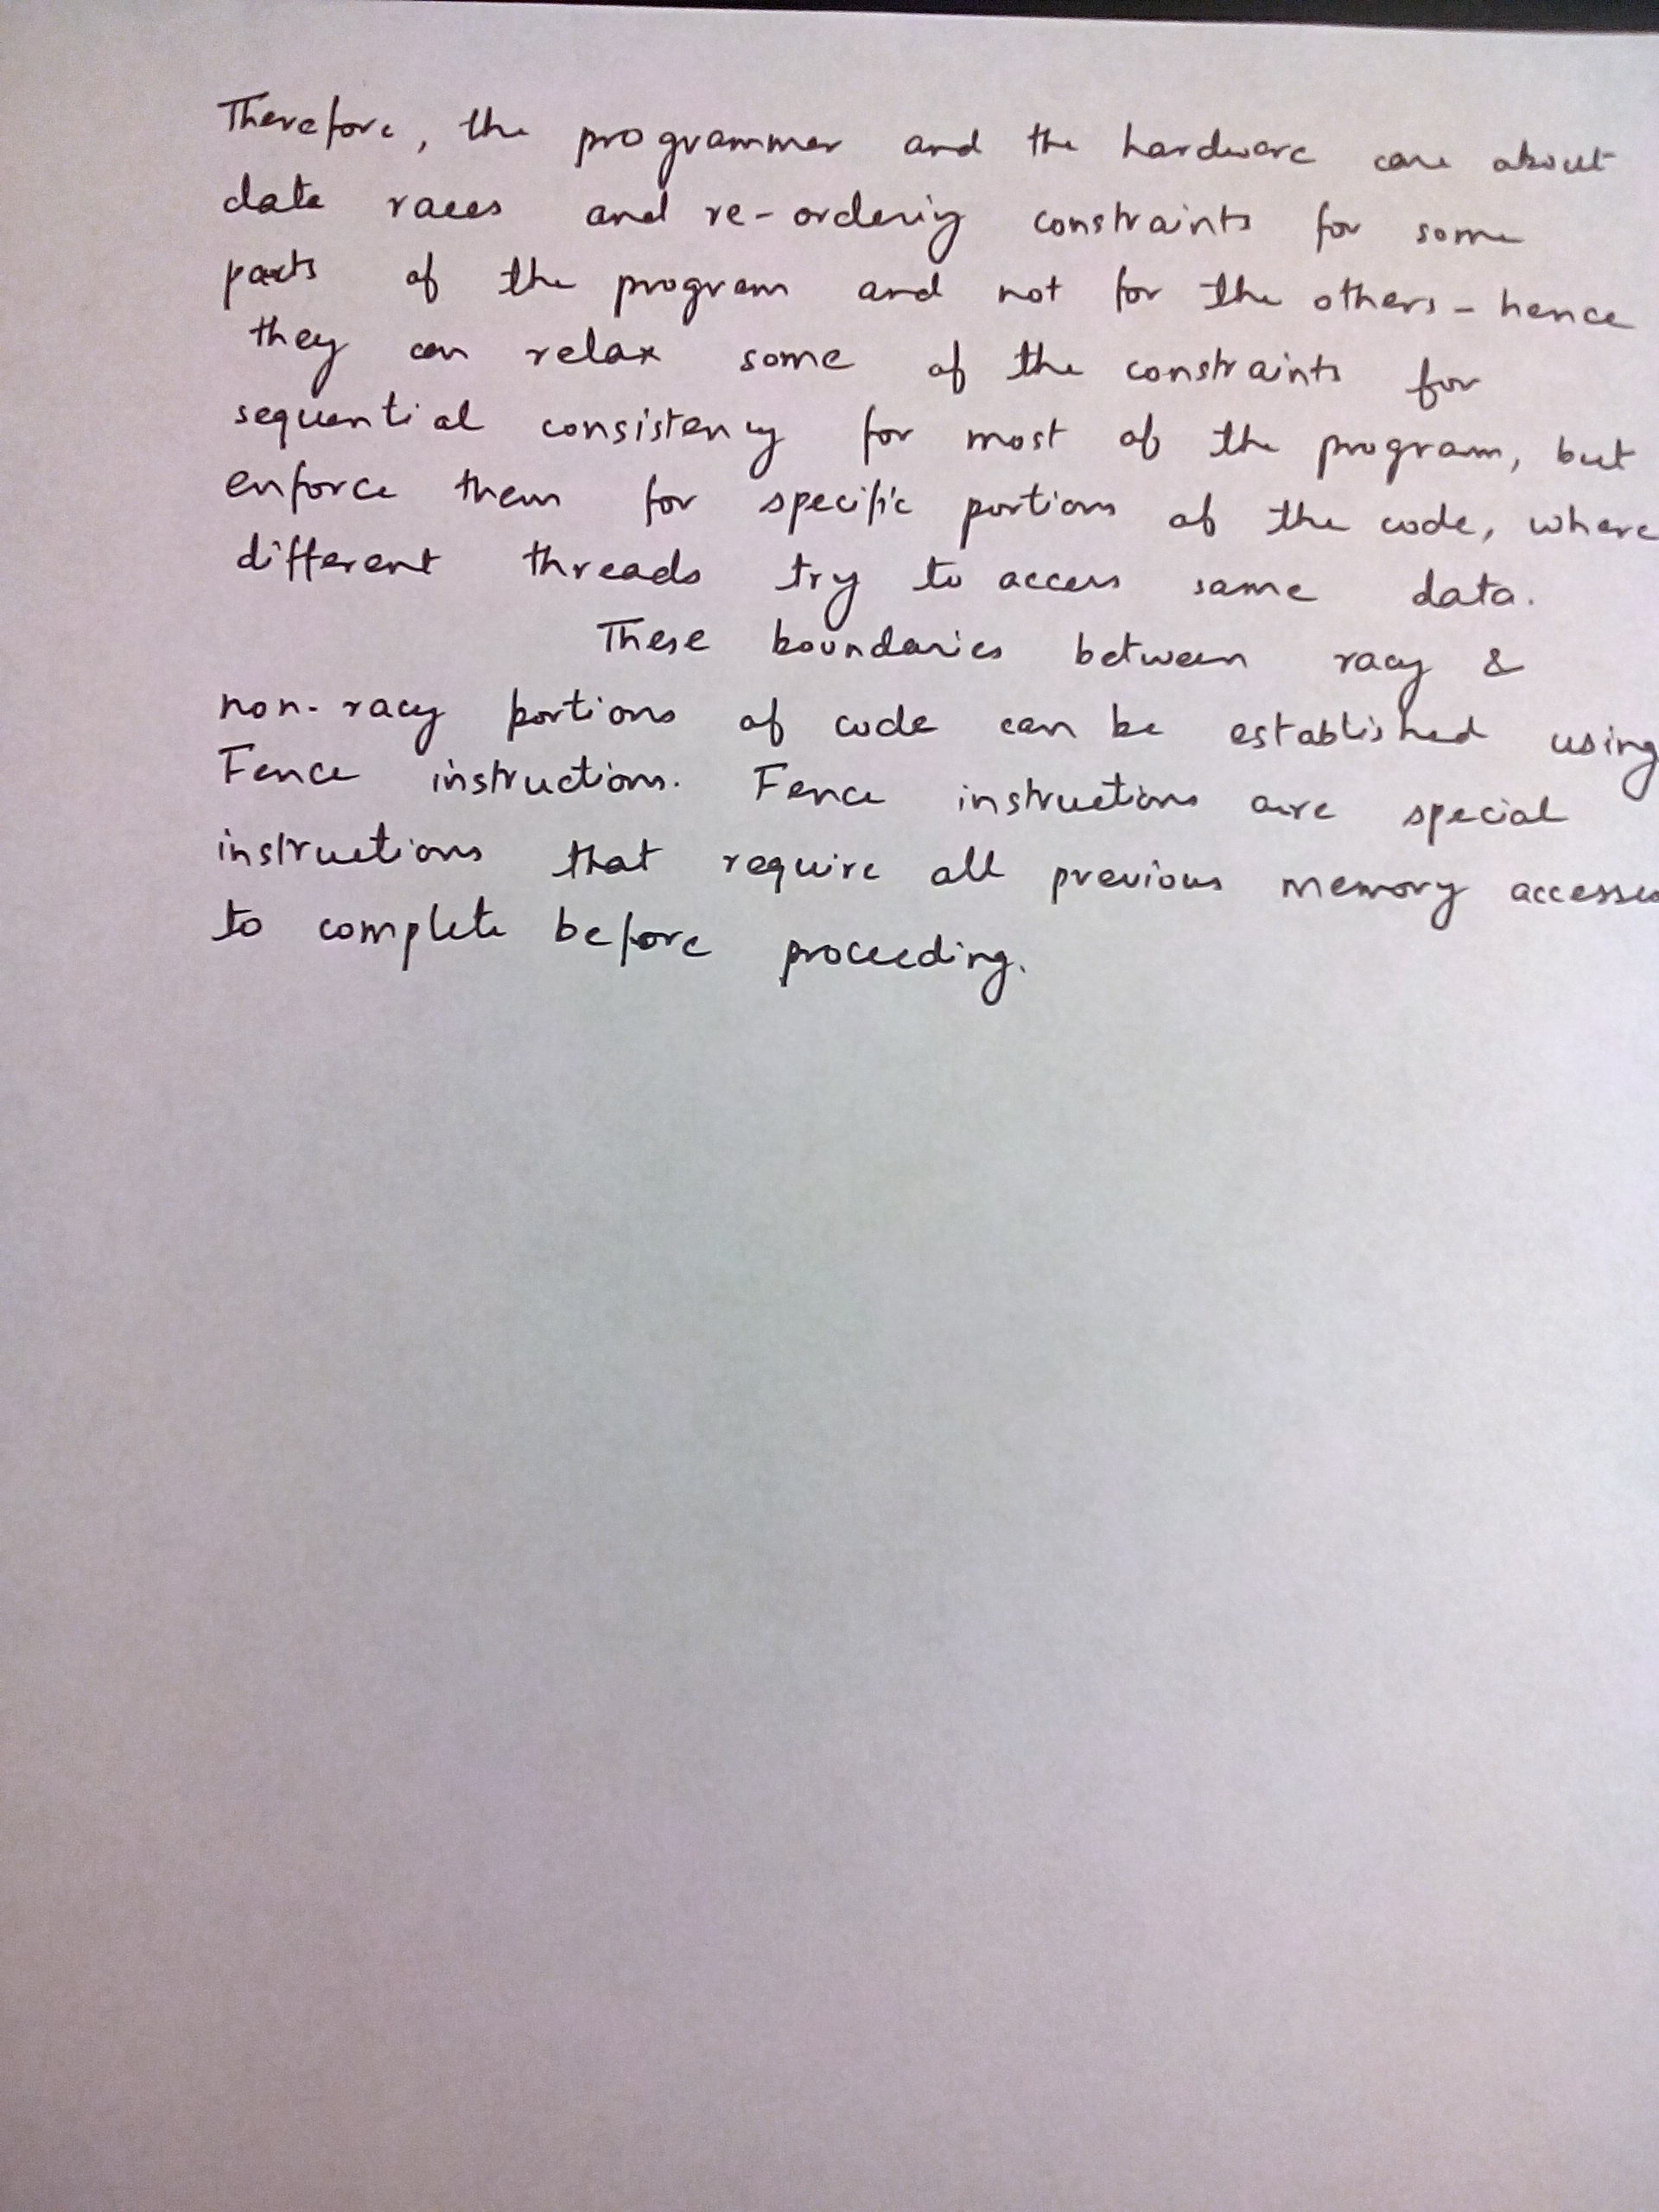 Therefore, the programmer and the hardware care about
data races and re-ordering constraints for some
parts of the program and not for the others - hence
they can relax some of the constraints for
sequential consistency for most of the program, but
enforce them for specific portions of the code, where
different threads try to access same data.
These boundaries between racy &
non-racy portions of code can be established using
Fence instructions. Fence instructions are special
instructions that require all previous memory accesses
to complete before proceeding.